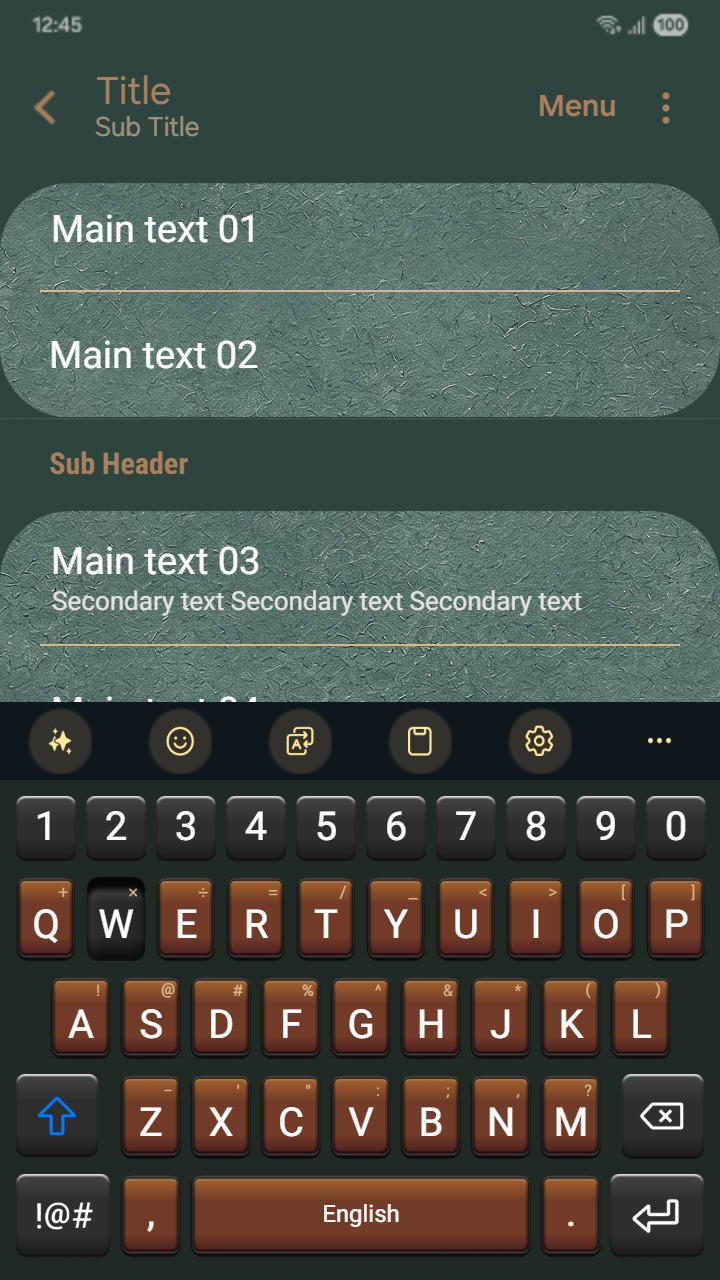 12:45
100
Title
Sub Title
Menu
Main text 01
Main text 02
Sub Header
Main text 03
Secondary text Secondary text Secondary text
1 2 3 4 5 6 7 8 9 0
+ × ÷ = / _ < > [ ]
Q W E R T Y U I O P
! @ # % ^ & * ( )
A S D F G H J K L
- ' " : ; , ?
Z X C V B N M
!@# , English .